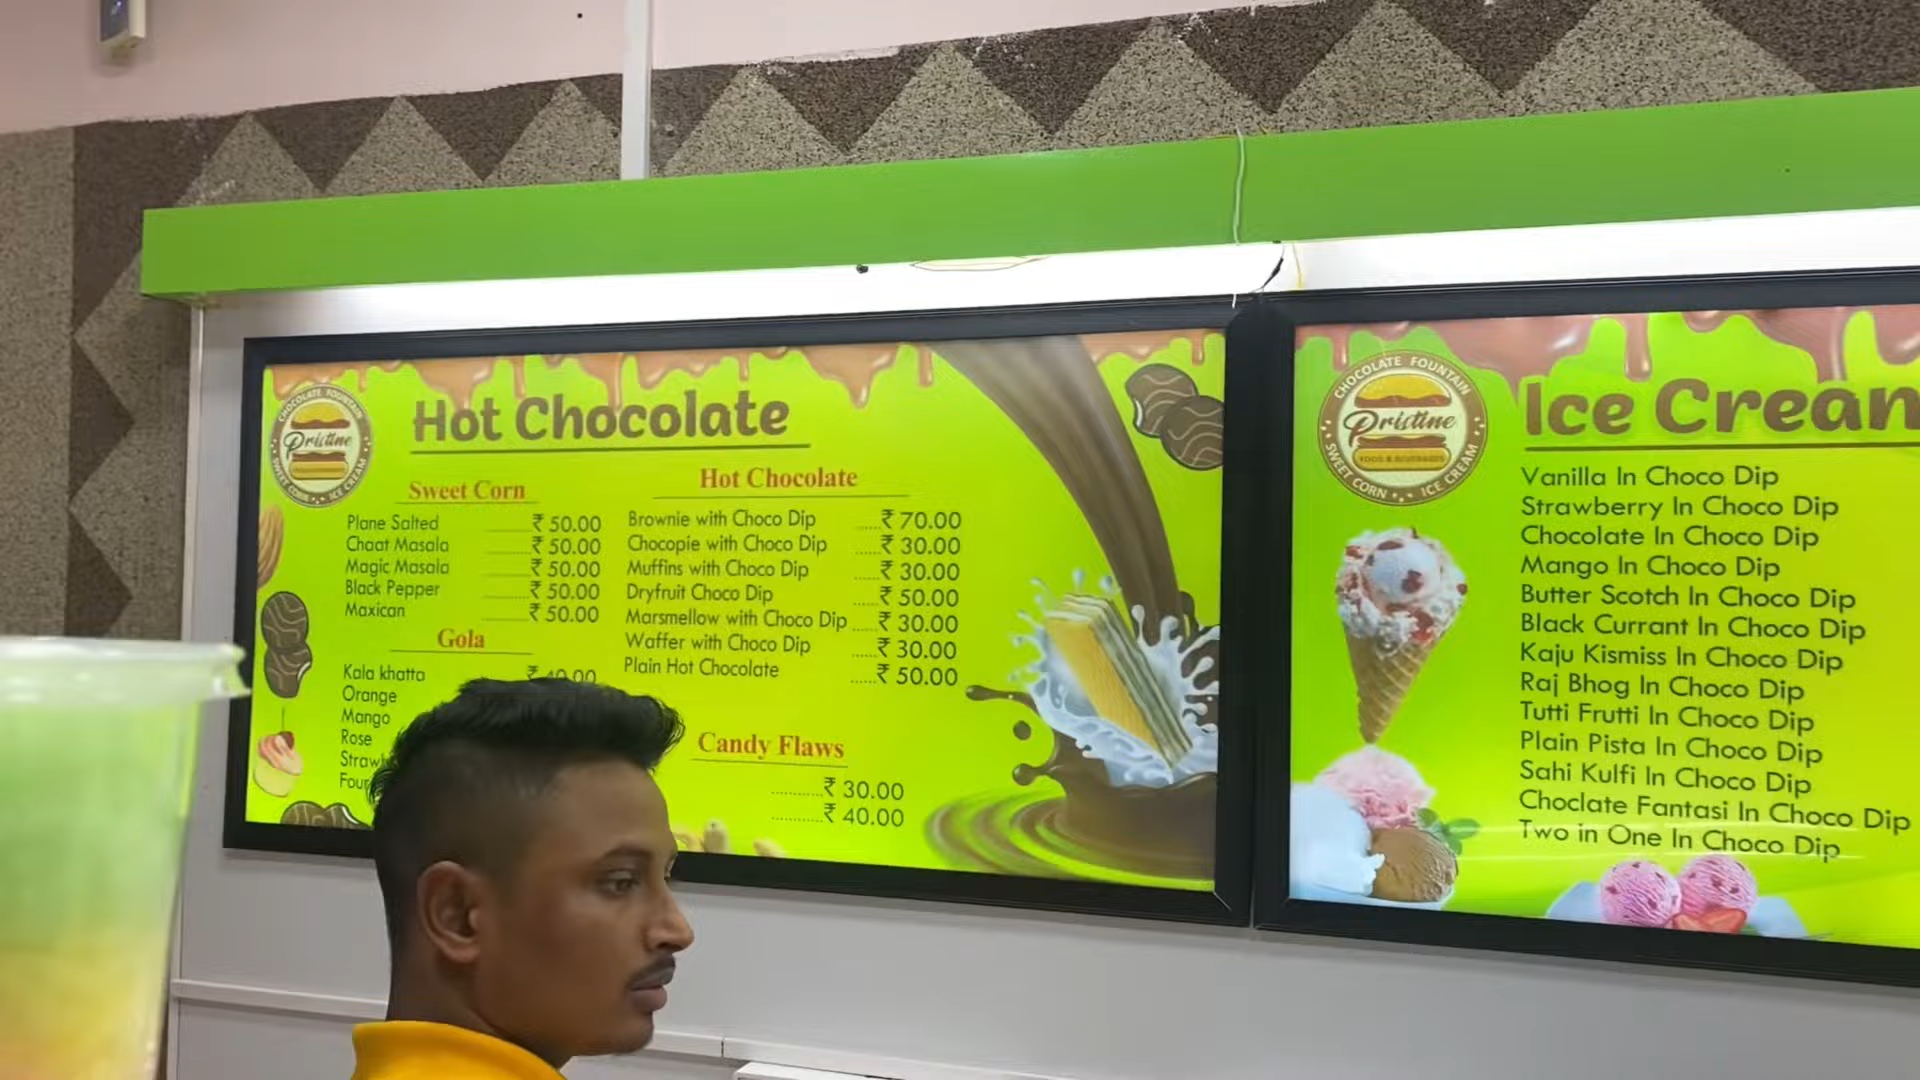 CHOCOLATE FOUNTAIN
Pristine
SWEET CORN ICE CREAM
Hot Chocolate
Sweet Corn
Plane Salted ₹ 50.00
Chaat Masala ₹ 50.00
Magic Masala ₹ 50.00
Black Pepper ₹ 50.00
Maxican ₹ 50.00
Gola
Kala khatta ₹ 40.00
Orange
Mango
Rose
Hot Chocolate
Brownie with Choco Dip ₹ 70.00
Chocopie with Choco Dip ₹ 30.00
Muffins with Choco Dip ₹ 30.00
Dryfruit Choco Dip ₹ 50.00
Marsmellow with Choco Dip ₹ 30.00
Waffer with Choco Dip ₹ 30.00
Plain Hot Chocolate ₹ 50.00
Candy Flaws
₹ 30.00
₹ 40.00
CHOCOLATE FOUNTAIN
Pristine
FOOD & BEVERAGES
SWEET CORN ICE CREAM
Ice Cream
Vanilla In Choco Dip
Strawberry In Choco Dip
Chocolate In Choco Dip
Mango In Choco Dip
Butter Scotch In Choco Dip
Black Currant In Choco Dip
Kaju Kismiss In Choco Dip
Raj Bhog In Choco Dip
Tutti Frutti In Choco Dip
Plain Pista In Choco Dip
Sahi Kulfi In Choco Dip
Choclate Fantasi In Choco Dip
Two in One In Choco Dip